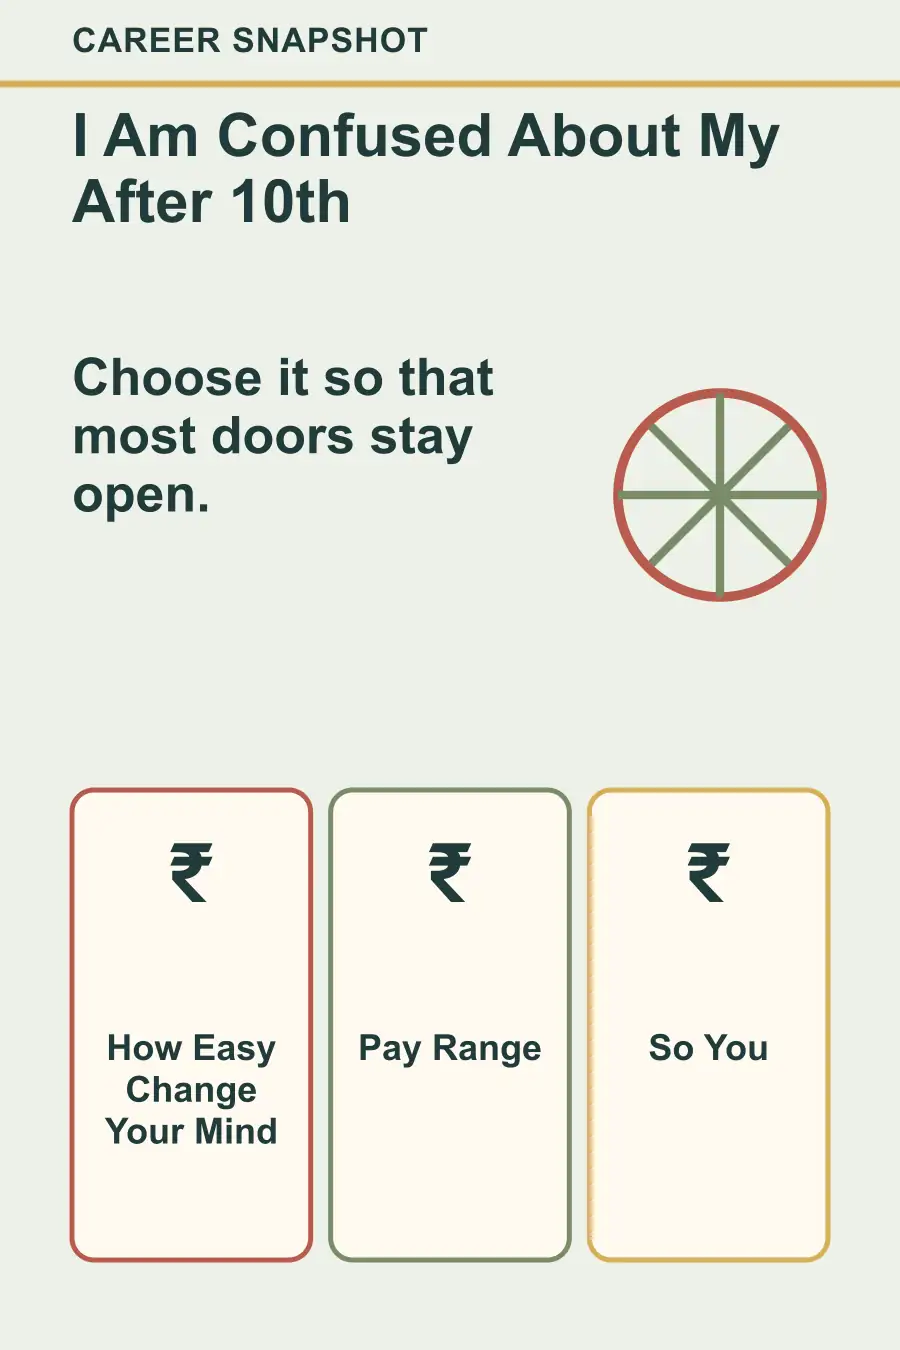 CAREER SNAPSHOT
I Am Confused About My
After 10th
Choose it so that
most doors stay
open.
₹
How Easy
Change
Your Mind
₹
Pay Range
₹
So You